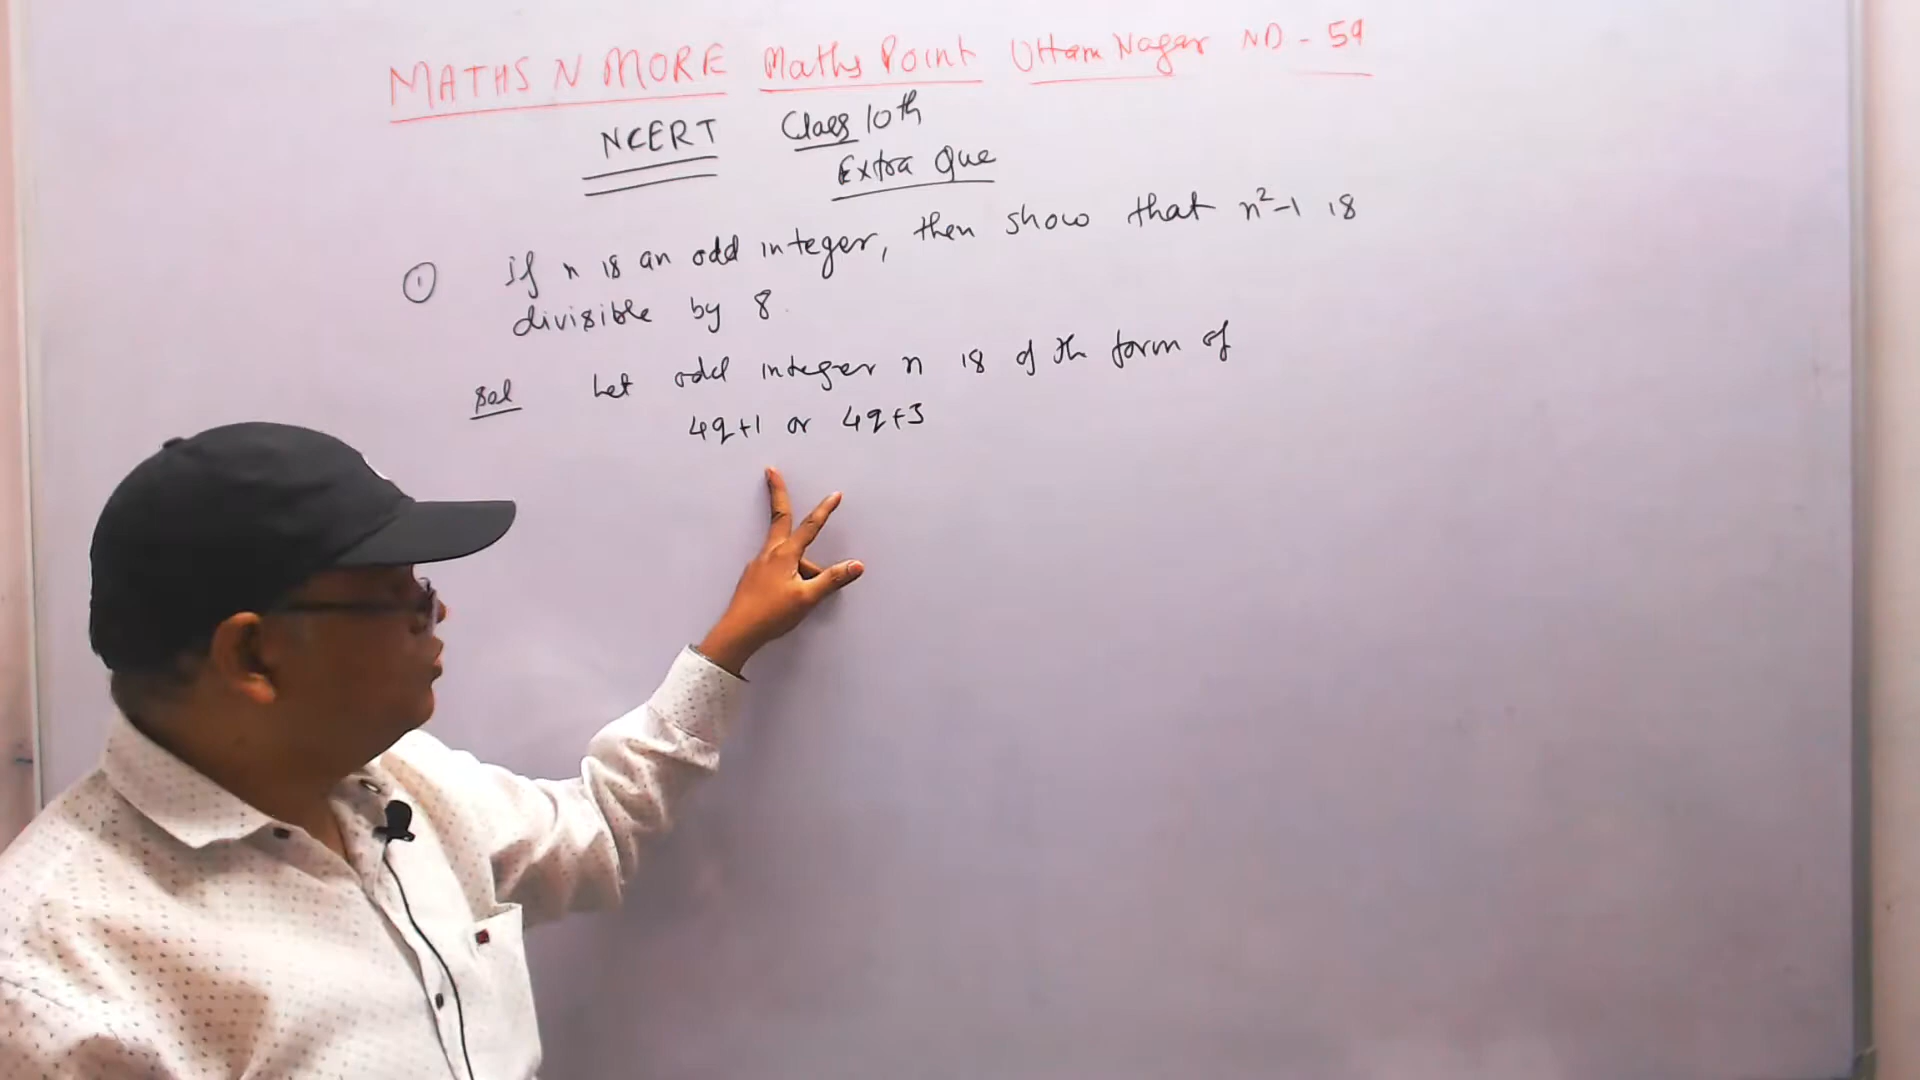 MATHS N MORE Maths Point Uttam Nagar ND - 59
NCERT Class 10th
Extra Que
① If n is an odd integer, then show that n²-1 is
divisible by 8.
Sol Let odd integer n is of the form of
4q+1 or 4q+3